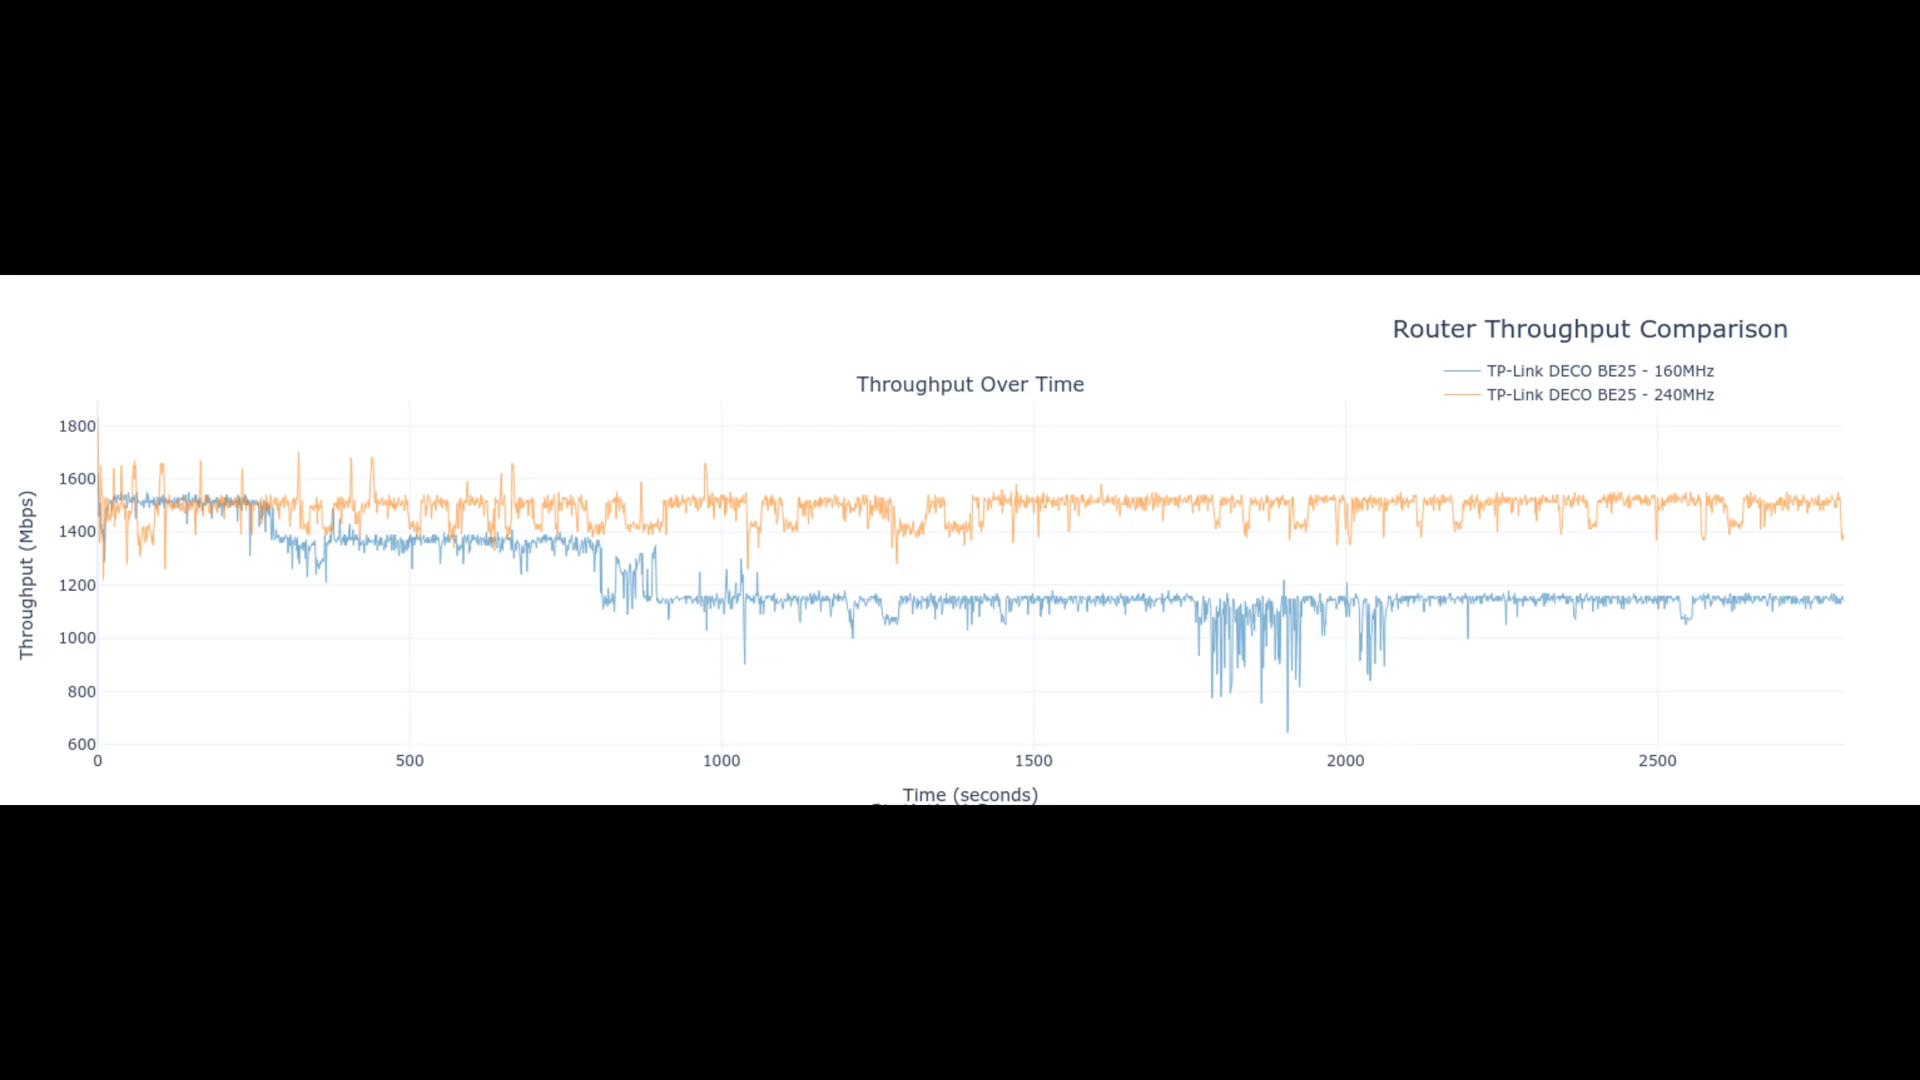 Router Throughput Comparison
TP-Link DECO BE25 - 160MHz
TP-Link DECO BE25 - 240MHz
Throughput Over Time
Throughput (Mbps)
1800
1600
1400
1200
1000
800
600
0
500
1000
1500
2000
2500
Time (seconds)